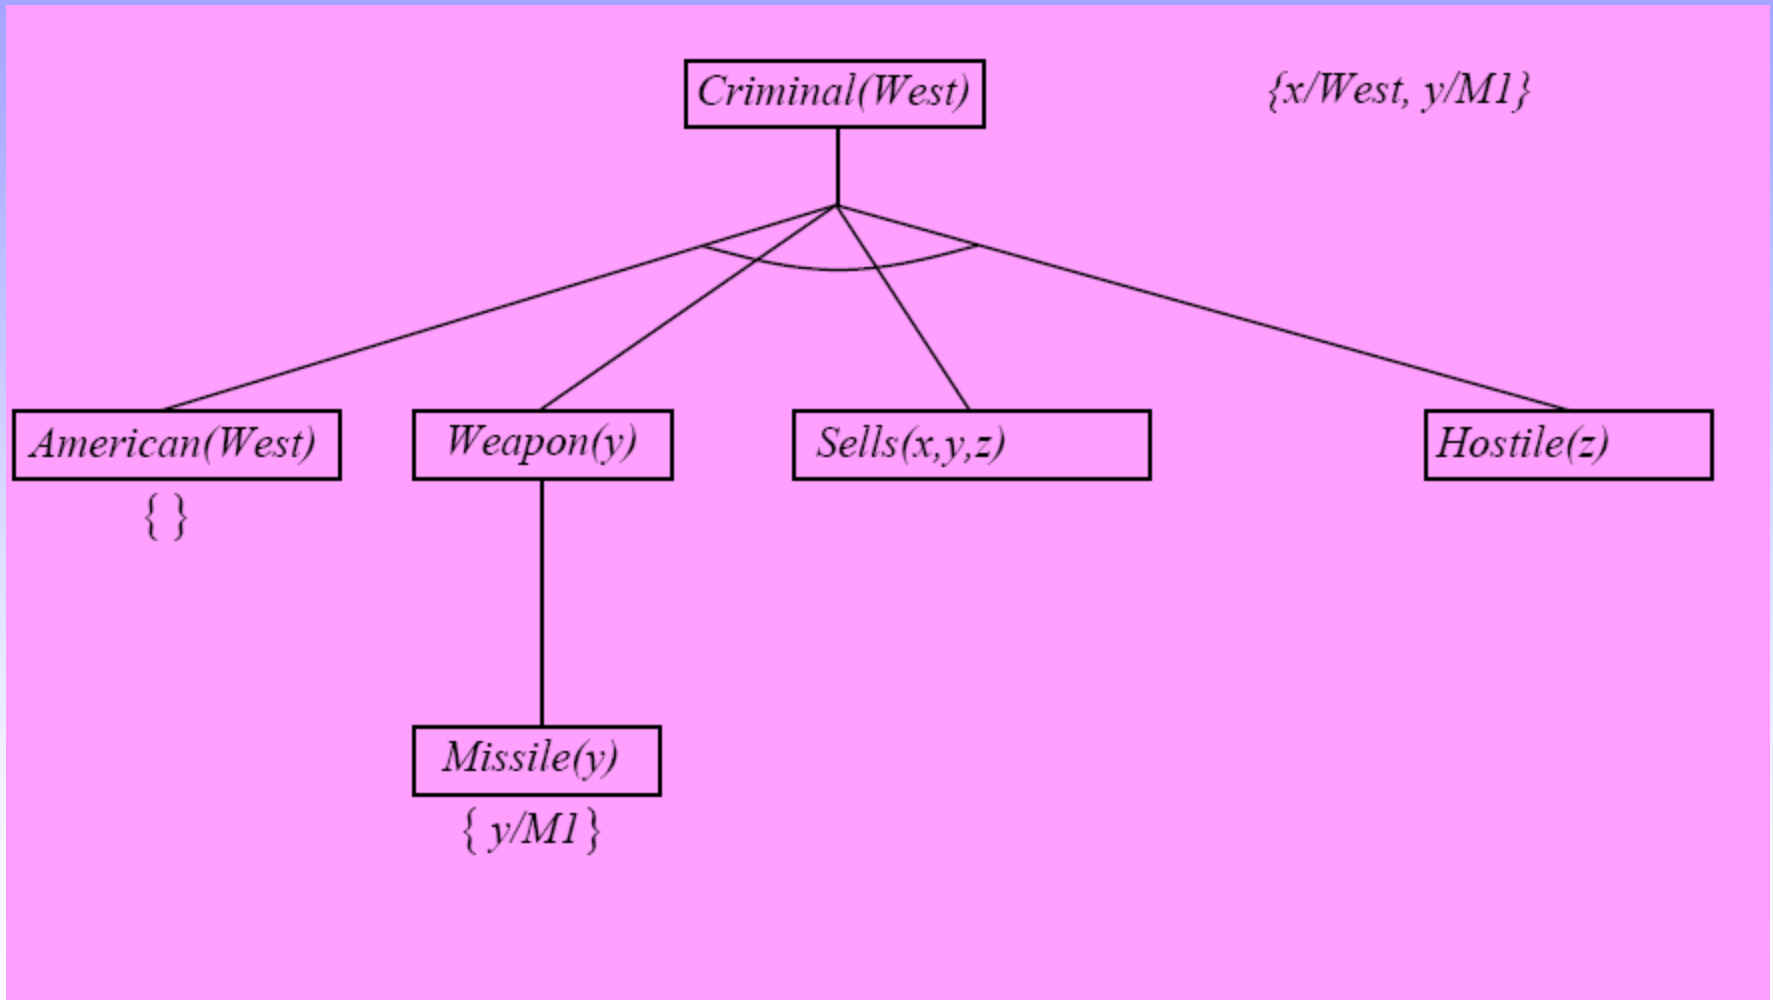 Criminal(West)
{x/West, y/M1}
American(West)
Weapon(y)
Sells(x,y,z)
Hostile(z)
{ }
Missile(y)
{ y/M1 }